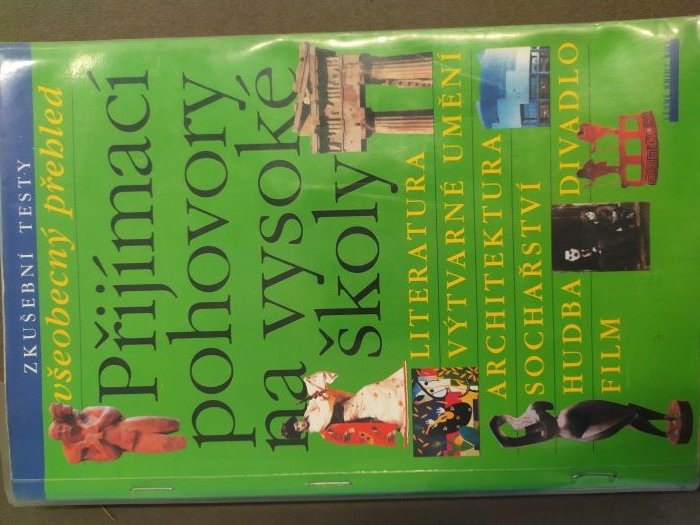 ZKUŠEBNÍ TESTY
všeobecný přehled
Přijímací
pohovory
na vysoké
školy
LITERATURA
VÝTVARNÉ UMĚNÍ
ARCHITEKTURA
SOCHAŘSTVÍ
HUDBA DIVADLO
FILM